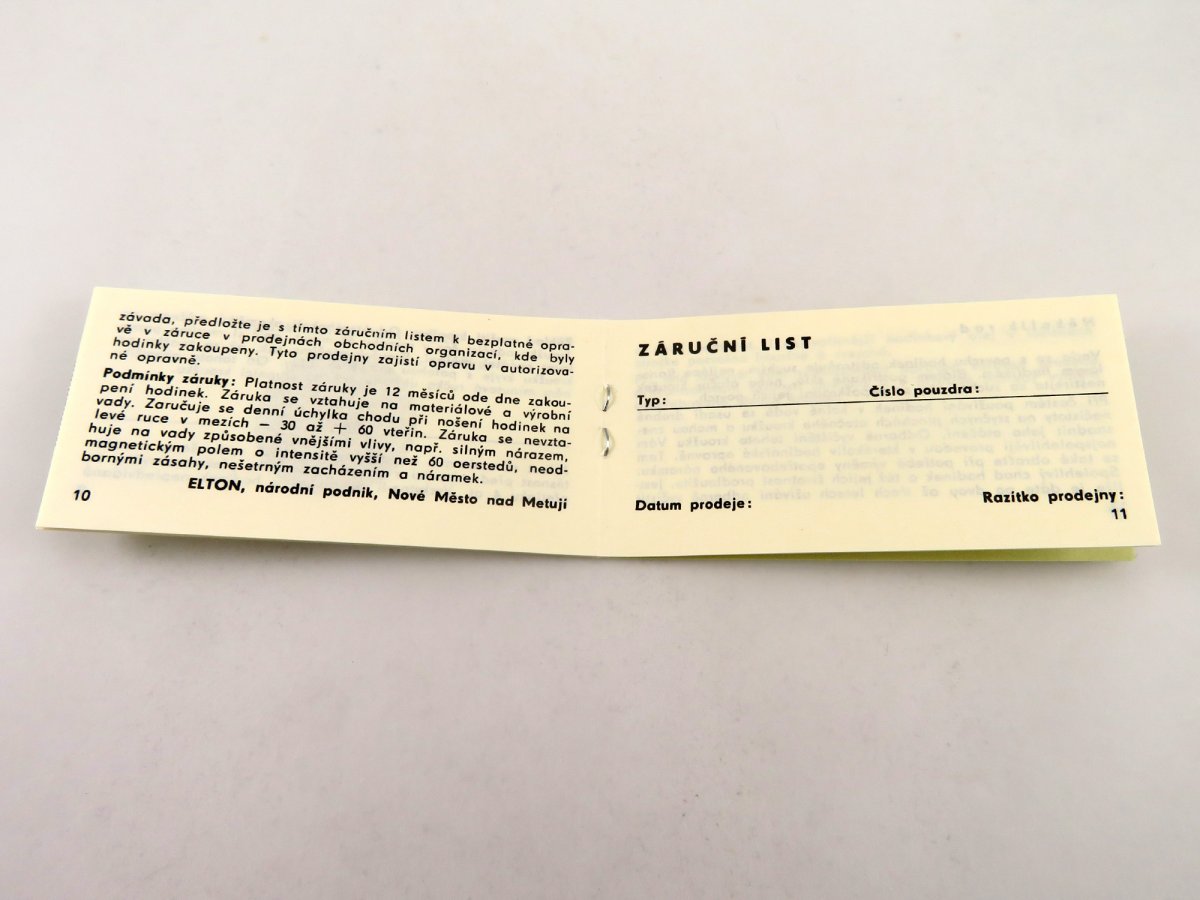 závada, předložte je s tímto záručním listem k bezplatné opra-
vě v záruce v prodejnách obchodních organizací, kde byly
hodinky zakoupeny. Tyto prodejny zajistí opravu v autorizova-
né opravně.
Podmínky záruky: Platnost záruky je 12 měsíců ode dne zakou-
pení hodinek. Záruka se vztahuje na materiálové a výrobní
vady. Zaručuje se denní úchylka chodu při nošení hodinek na
levé ruce v mezích — 30 až + 60 vteřin. Záruka se nevzta-
huje na vady způsobené vnějšími vlivy, např. silným nárazem,
magnetickým polem o intensitě vyšší než 60 oerstedů, neod-
bornými zásahy, nešetrným zacházením a náramek.
ELTON, národní podnik, Nové Město nad Metují
10
ZÁRUČNÍ LIST
Typ: Číslo pouzdra:
Datum prodeje: Razítko prodejny:
11